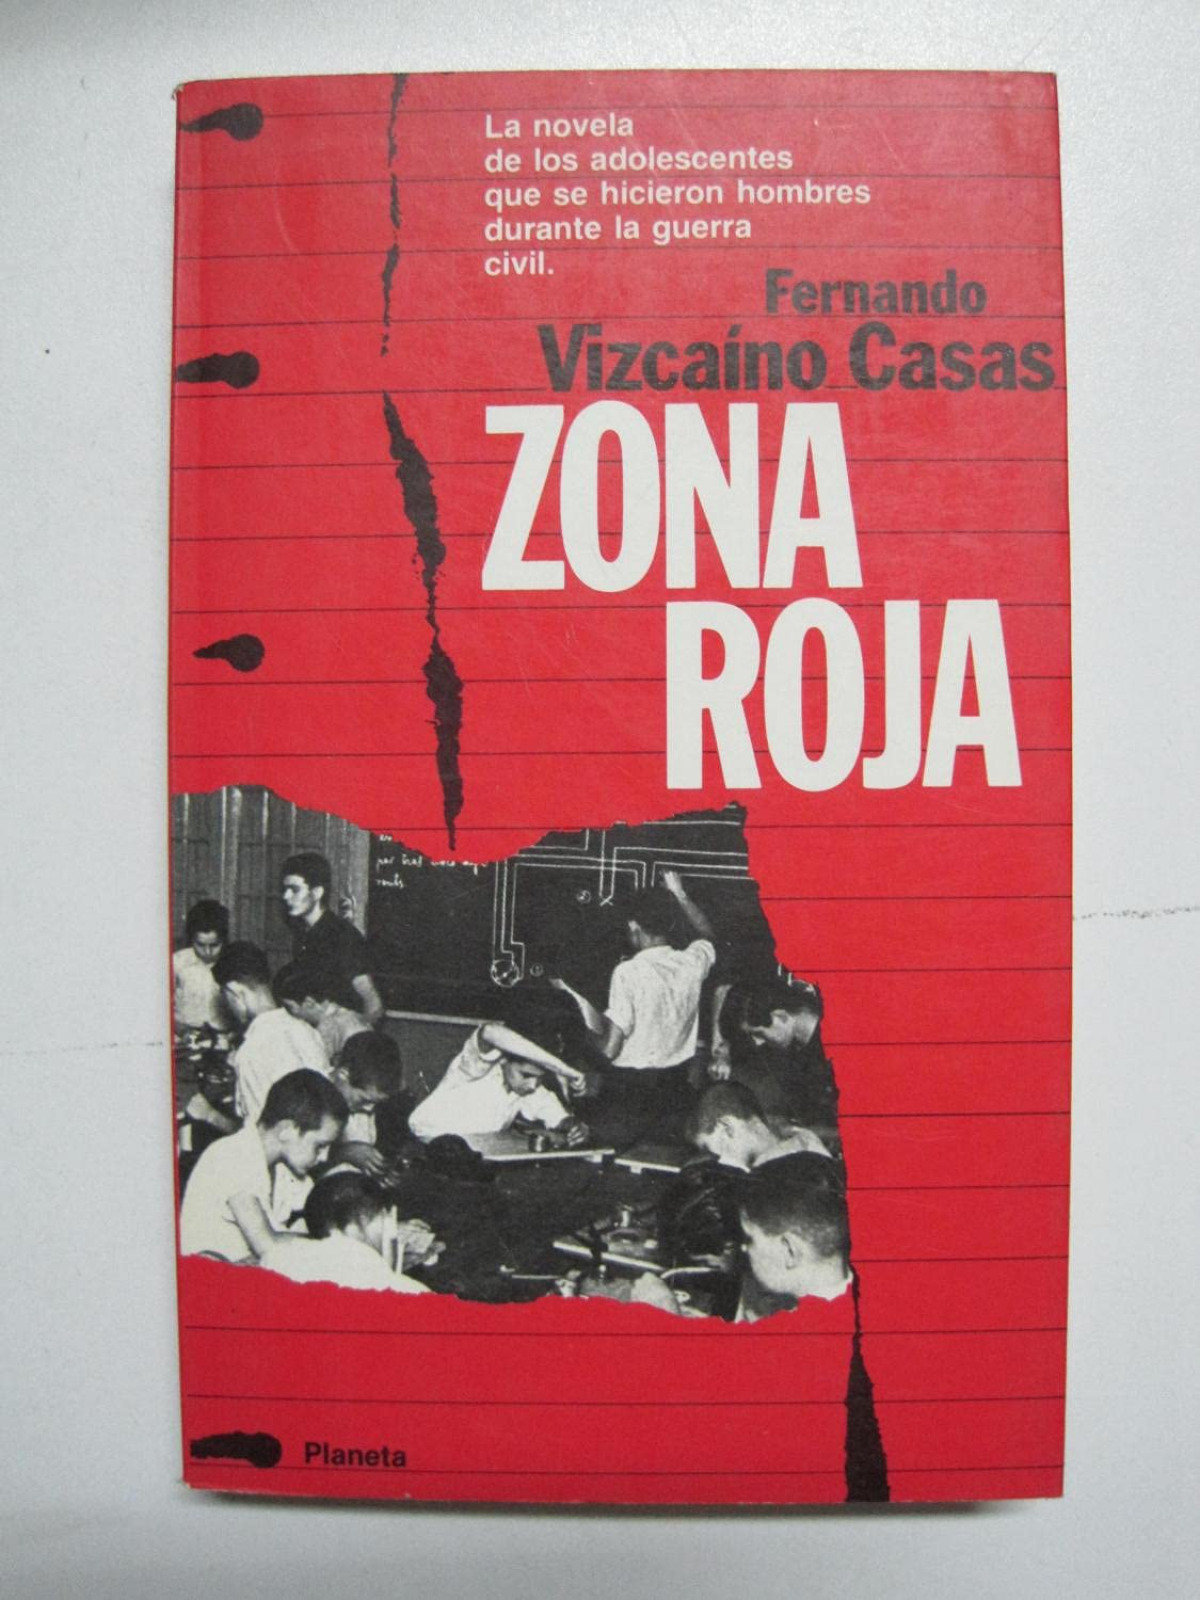 La novela
de los adolescentes
que se hicieron hombres
durante la guerra
civil.
Fernando
Vizcaíno Casas
ZONA
ROJA
Planeta